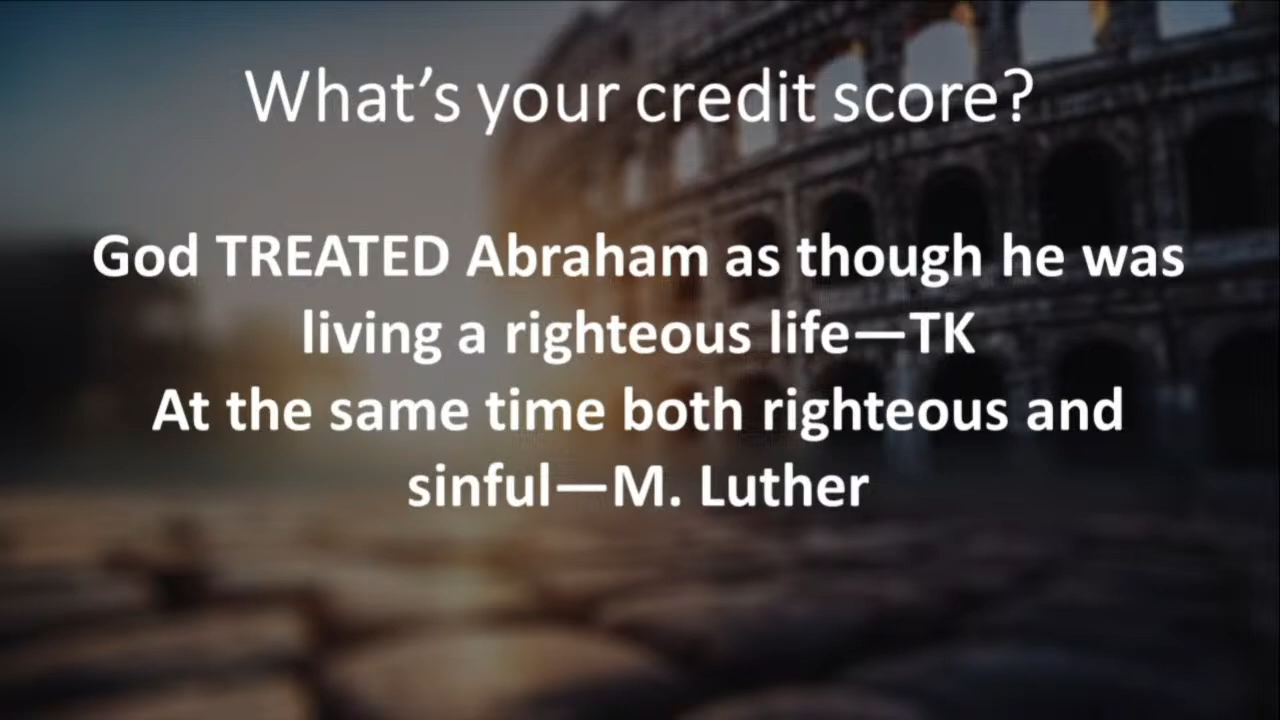 What’s your credit score?
God TREATED Abraham as though he was
living a righteous life—TK
At the same time both righteous and
sinful—M. Luther